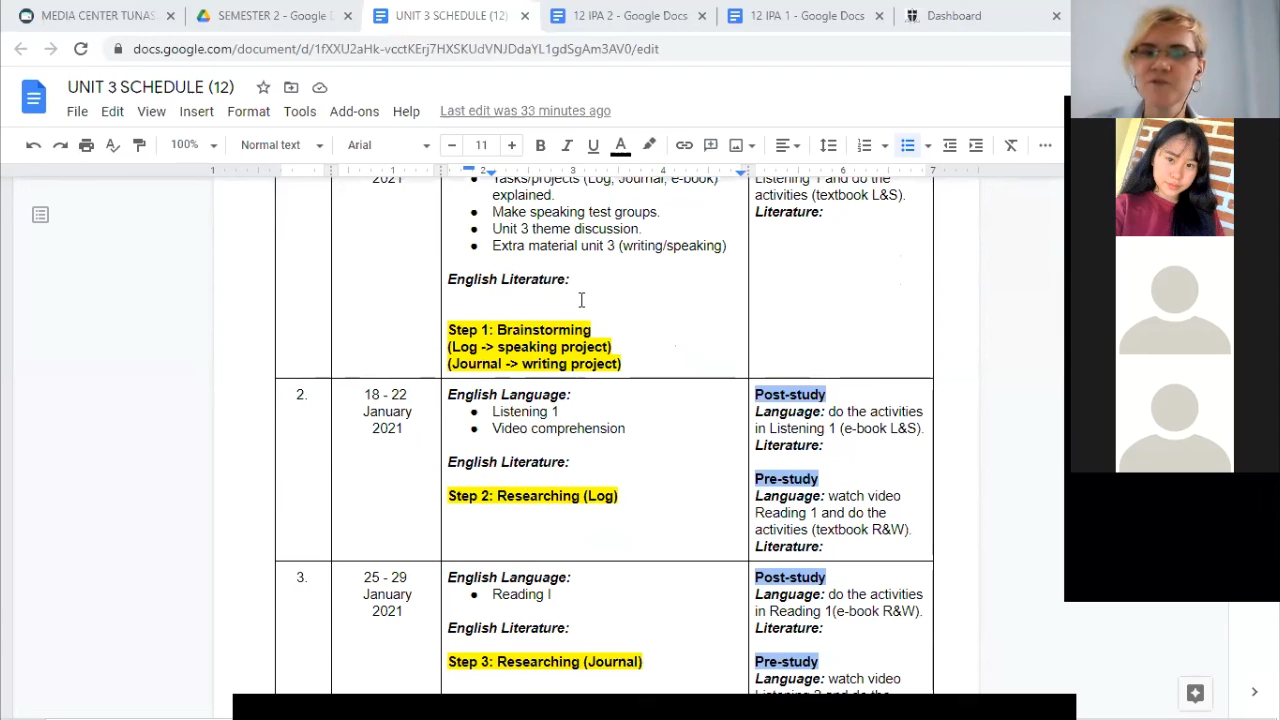 MEDIA CENTER TUNAS
SEMESTER 2 - Google D
UNIT 3 SCHEDULE (12) - G
12 IPA 2 - Google Docs
12 IPA 1 - Google Docs
Dashboard
docs.google.com/document/d/1fXXU2aHk-vcctKErj7HXSKUdVNJDdaYL1gdSgAm3AV0/edit
UNIT 3 SCHEDULE (12)
File Edit View Insert Format Tools Add-ons Help Last edit was 33 minutes ago
100% Normal text Arial 11
1 1 2 3 4 5 6 7
2021
Tasks/projects (Log, Journal, e-book)
explained.
● Make speaking test groups.
● Unit 3 theme discussion.
● Extra material unit 3 (writing/speaking)
English Literature:
Step 1: Brainstorming
(Log -> speaking project)
(Journal -> writing project)
Listening 1 and do the
activities (textbook L&S).
Literature:
2.
18 - 22
January
2021
English Language:
● Listening 1
● Video comprehension
English Literature:
Step 2: Researching (Log)
Post-study
Language: do the activities
in Listening 1 (e-book L&S).
Literature:
Pre-study
Language: watch video
Reading 1 and do the
activities (textbook R&W).
Literature:
3.
25 - 29
January
2021
English Language:
● Reading I
English Literature:
Step 3: Researching (Journal)
Post-study
Language: do the activities
in Reading 1(e-book R&W).
Literature:
Pre-study
Language: watch video